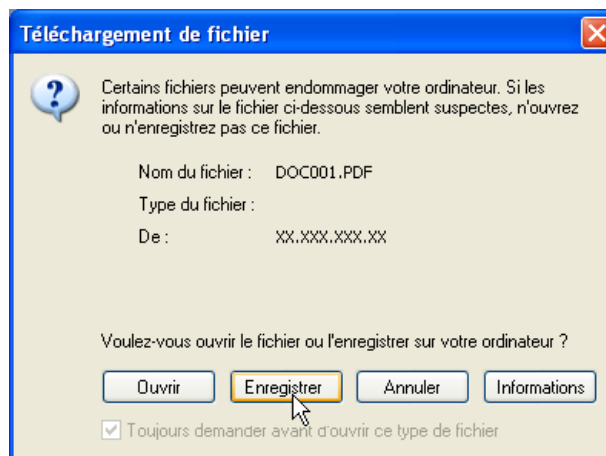 Téléchargement de fichier
Certains fichiers peuvent endommager votre ordinateur. Si les
informations sur le fichier ci-dessous semblent suspectes, n'ouvrez
ou n'enregistrez pas ce fichier.
Nom du fichier : DOC001.PDF
Type du fichier :
De : XX.XXX.XXX.XX
Voulez-vous ouvrir le fichier ou l'enregistrer sur votre ordinateur ?
Ouvrir Enregistrer Annuler Informations
Toujours demander avant d'ouvrir ce type de fichier